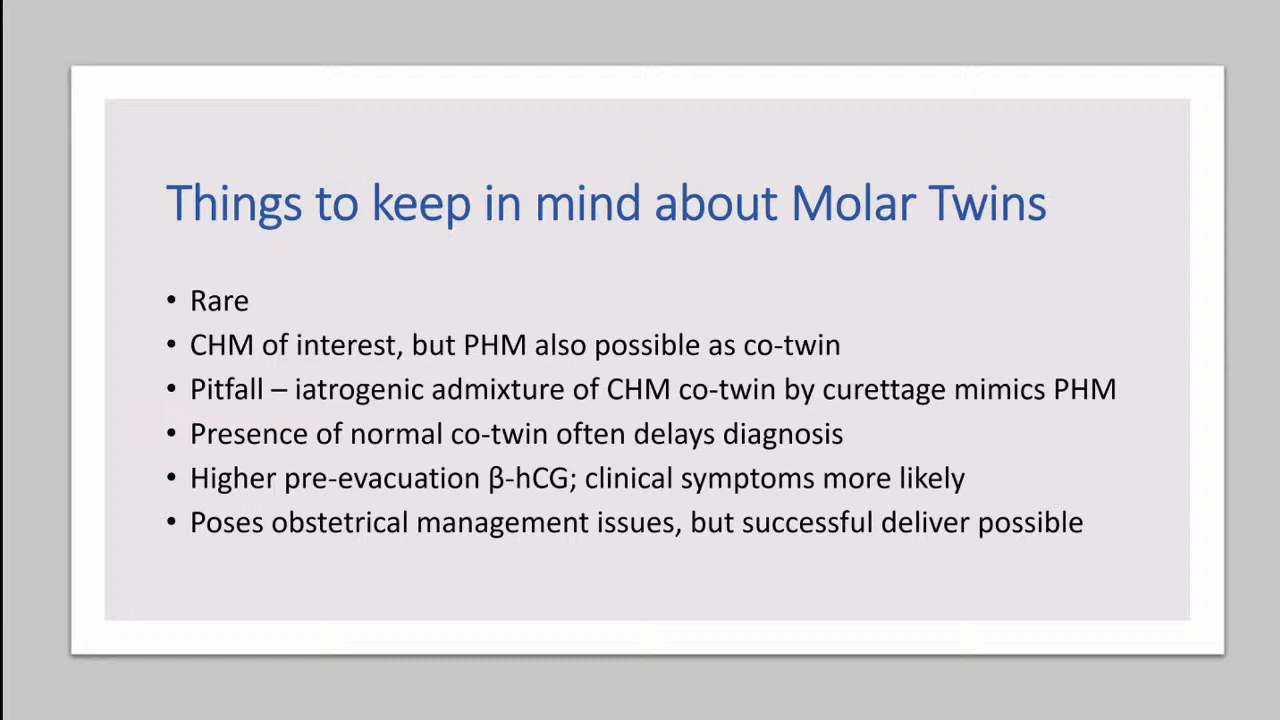 Things to keep in mind about Molar Twins
• Rare
• CHM of interest, but PHM also possible as co-twin
• Pitfall – iatrogenic admixture of CHM co-twin by curettage mimics PHM
• Presence of normal co-twin often delays diagnosis
• Higher pre-evacuation β-hCG; clinical symptoms more likely
• Poses obstetrical management issues, but successful deliver possible